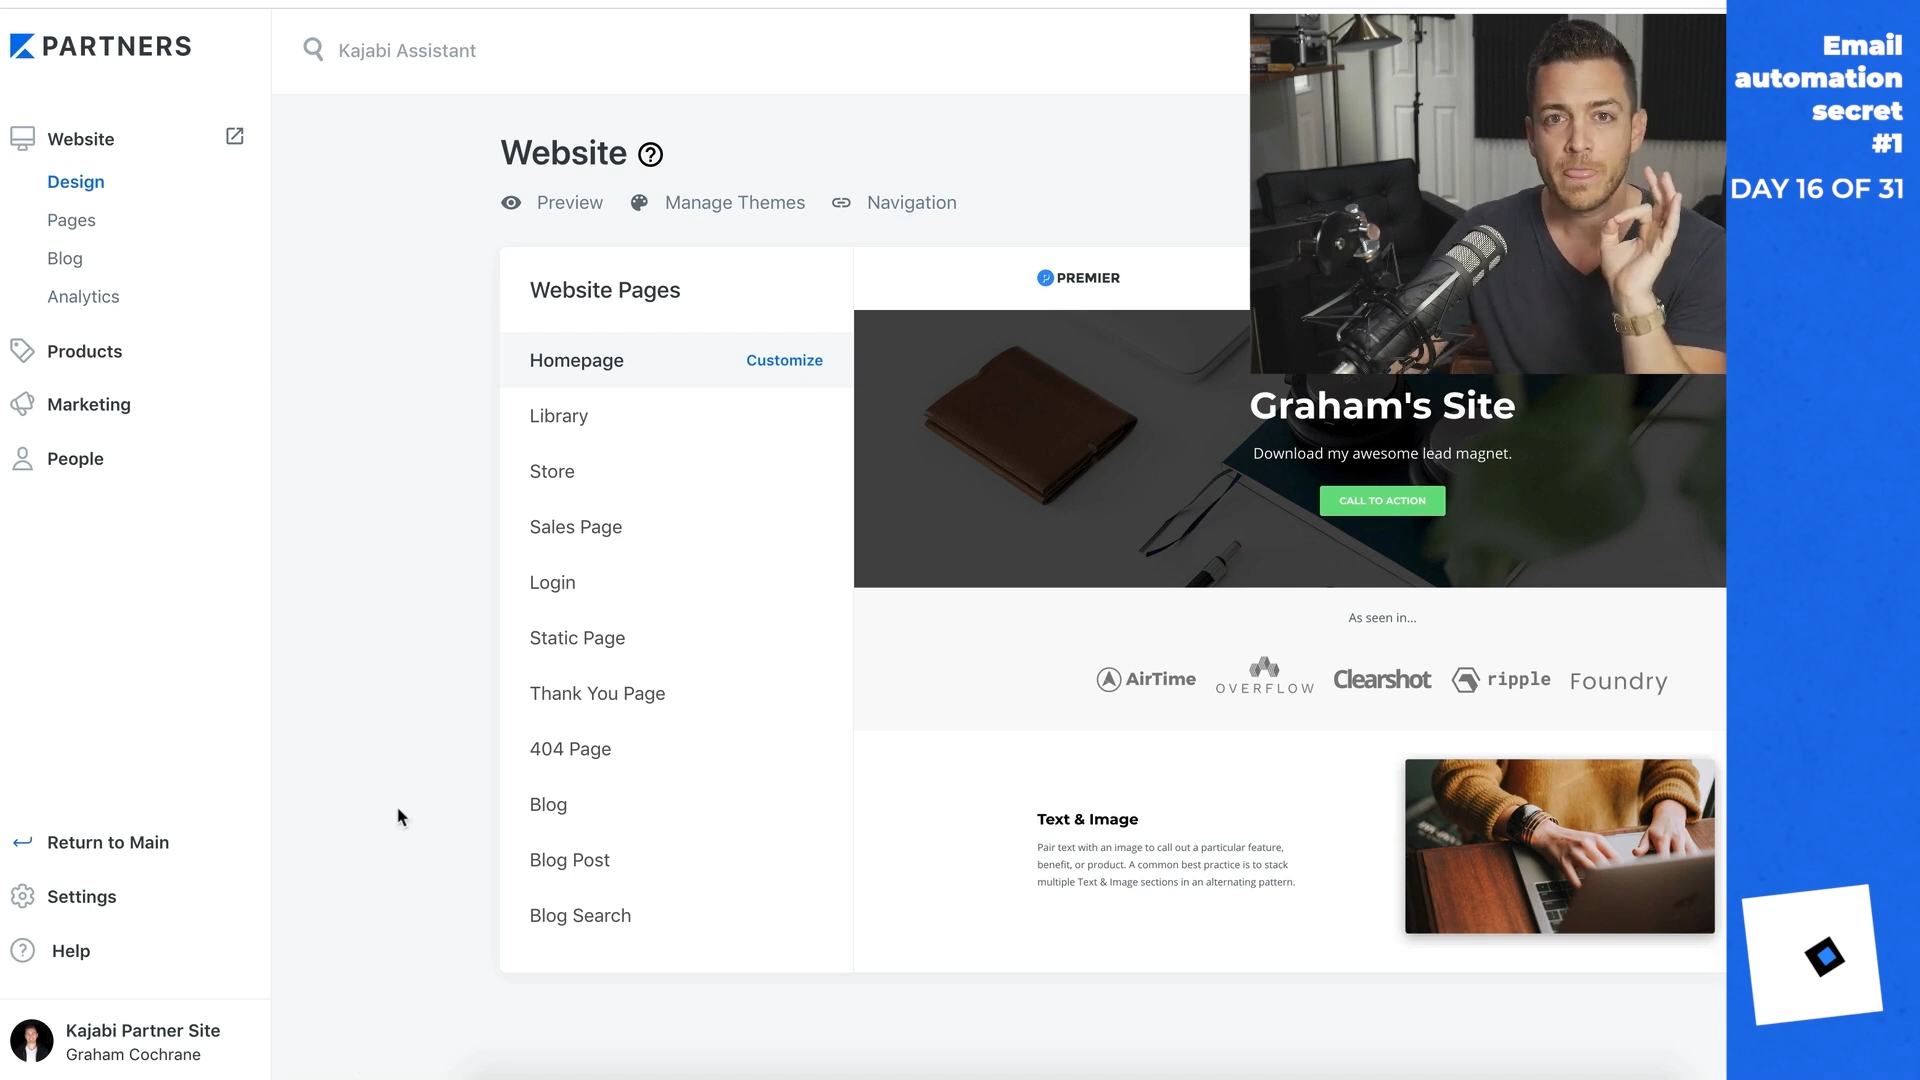 PARTNERS
Kajabi Assistant
Website
Design
Pages
Blog
Analytics
Products
Marketing
People
Return to Main
Settings
Help
Kajabi Partner Site
Graham Cochrane
Website
Preview
Manage Themes
Navigation
Website Pages
Homepage
Customize
Library
Store
Sales Page
Login
Static Page
Thank You Page
404 Page
Blog
Blog Post
Blog Search
PREMIER
Graham's Site
Download my awesome lead magnet.
CALL TO ACTION
As seen in...
AirTime
OVERFLOW
Clearshot
ripple
Foundry
Text & Image
Pair text with an image to call out a particular feature,
benefit, or product. A common best practice is to stack
multiple Text & Image sections in an alternating pattern.
Email
automation
secret
#1
DAY 16 OF 31